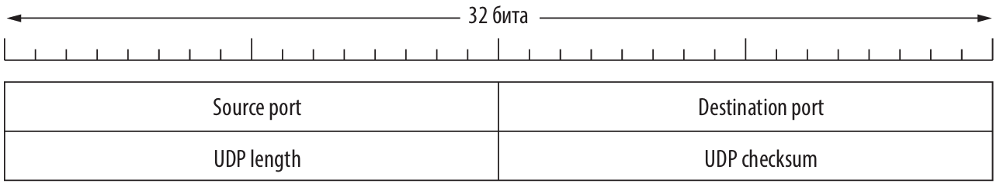 32 бита
Source port
Destination port
UDP length
UDP checksum